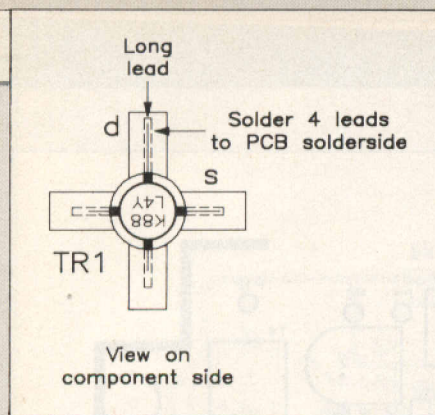 Long
lead
d
Solder 4 leads
to PCB solderside
s
K88
L4Y
TR1
View on
component side